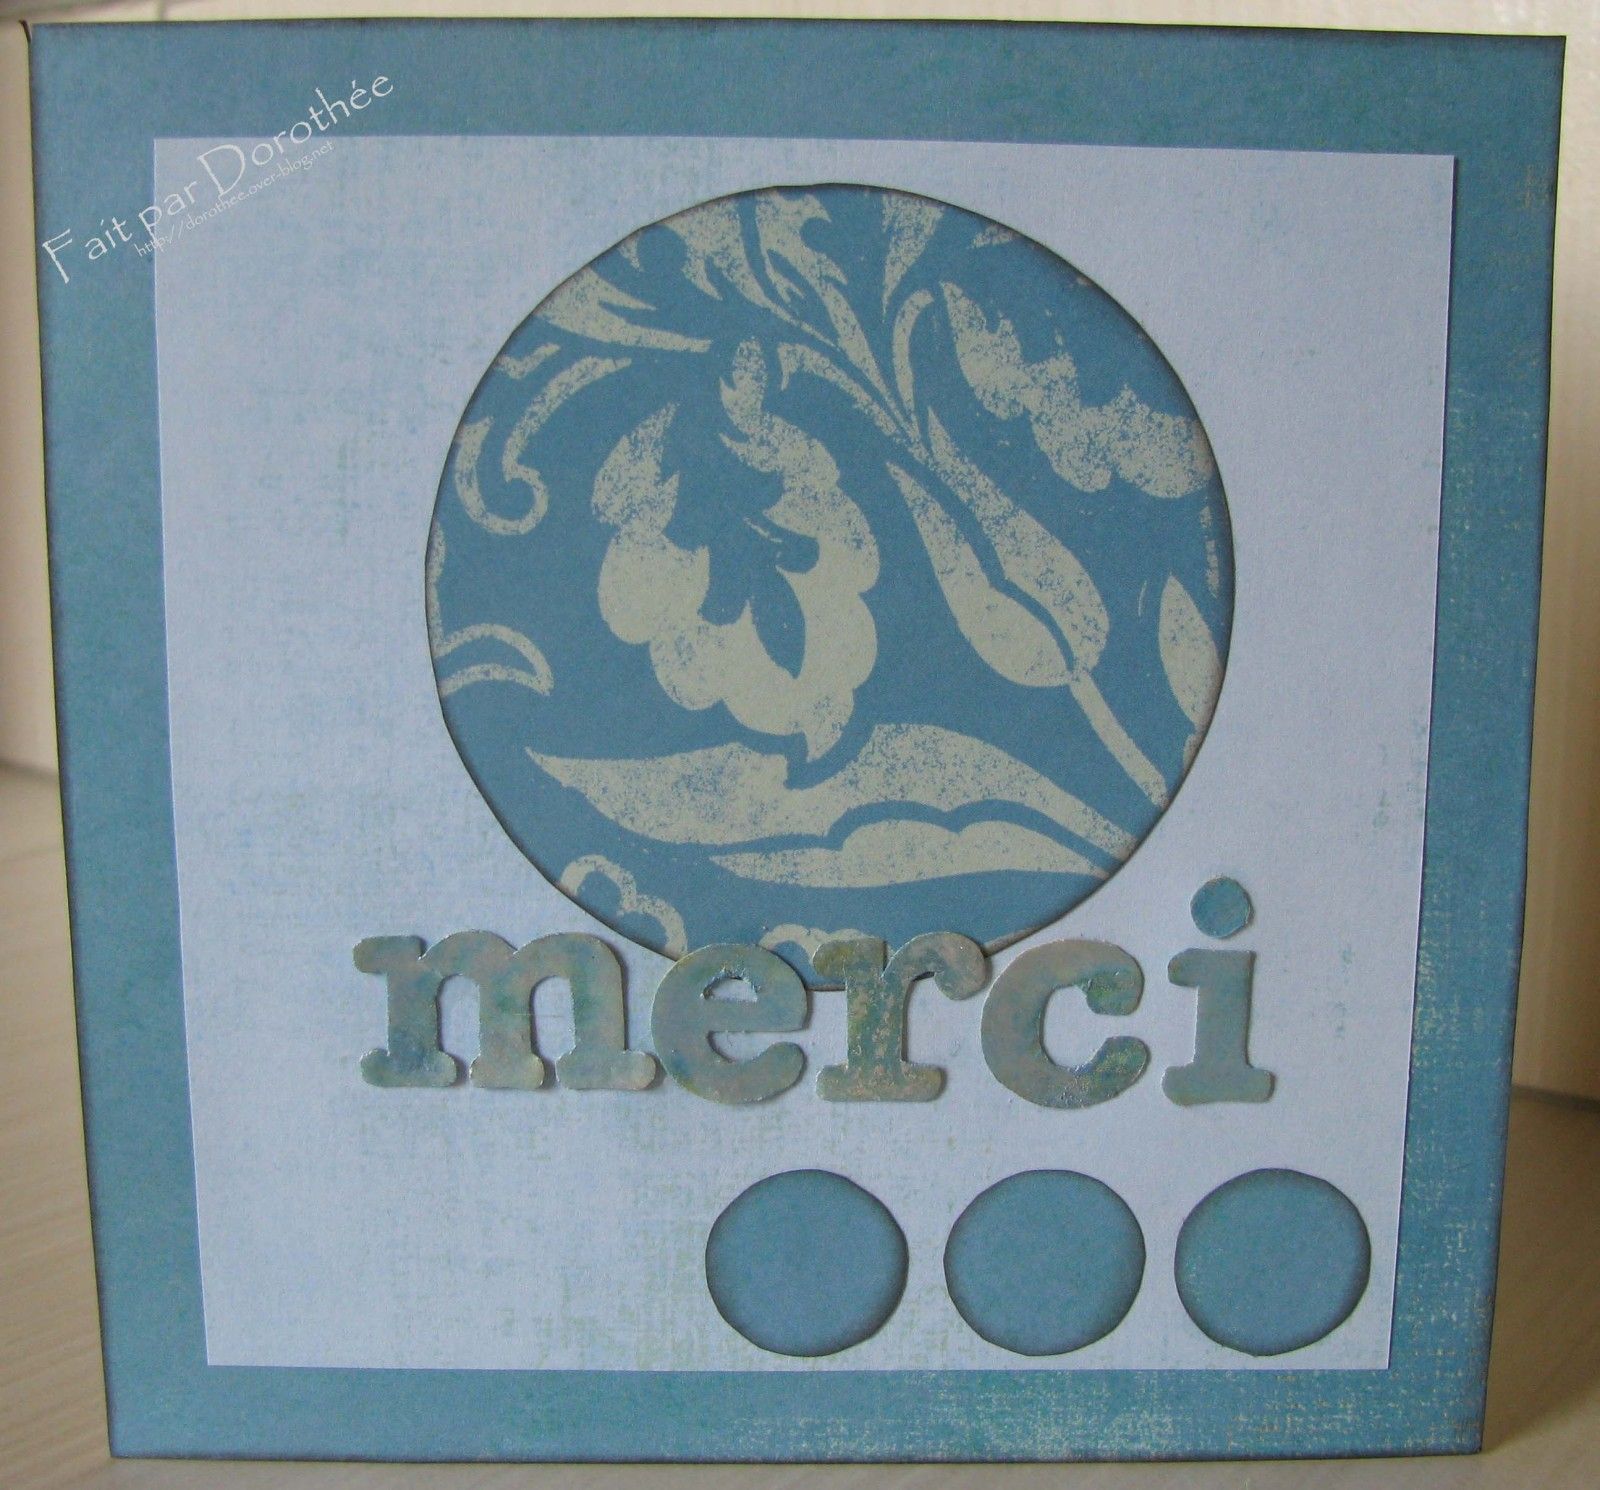 Fait par Dorothée
http://dorothee.over-blog.net
merci